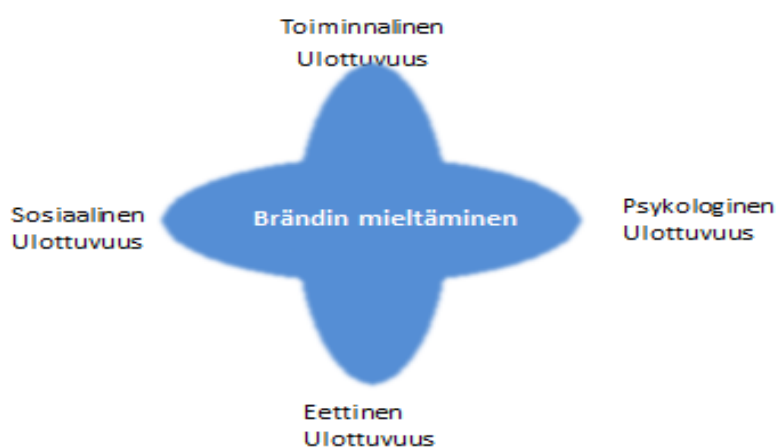 Toiminnalinen
Ulottuvuus
Sosiaalinen
Ulottuvuus
Brändin mieltäminen
Psykologinen
Ulottuvuus
Eettinen
Ulottuvuus